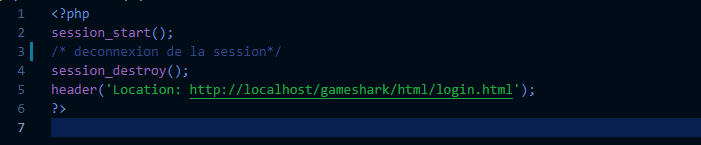 1 <?php
2 session_start();
3 /* deconnexion de la session*/
4 session_destroy();
5 header('Location: http://localhost/gameshark/html/login.html');
6 ?>
7